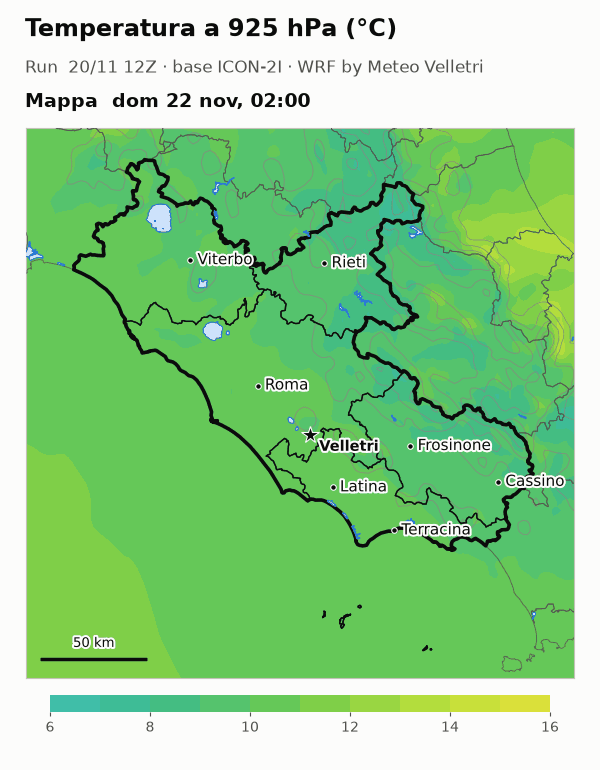 Temperatura a 925 hPa (°C)
Run  20/11 12Z · base ICON-2I · WRF by Meteo Velletri
Mappa  dom 22 nov, 02:00
Viterbo
Rieti
Roma
Velletri
Frosinone
Latina
Cassino
Terracina
50 km
6 8 10 12 14 16